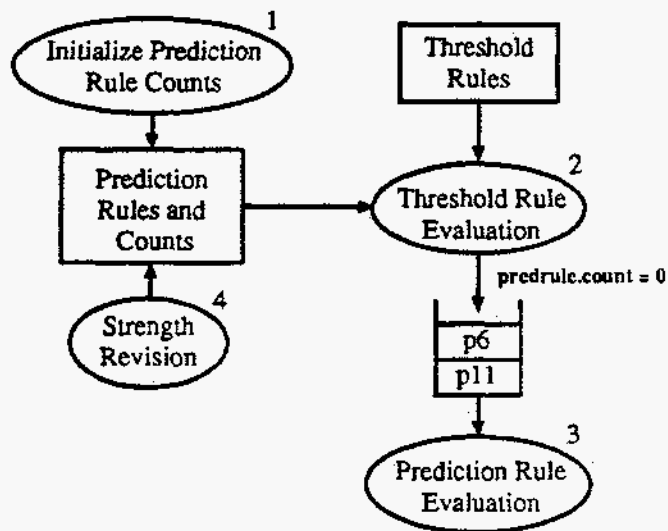 1
Initialize Prediction
Rule Counts
Threshold
Rules
Prediction
Rules and
Counts
2
Threshold Rule
Evaluation
predrule.count = 0
4
Strength
Revision
p6
p11
3
Prediction Rule
Evaluation